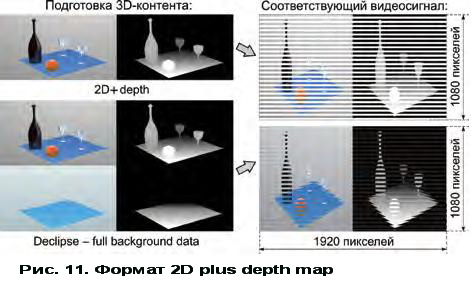 Подготовка 3D-контента:
Соответствующий видеосигнал:
2D+ depth
1080 пикселей
1080 пикселей
Declipse – full background data
1920 пикселей
Рис. 11. Формат 2D plus depth map